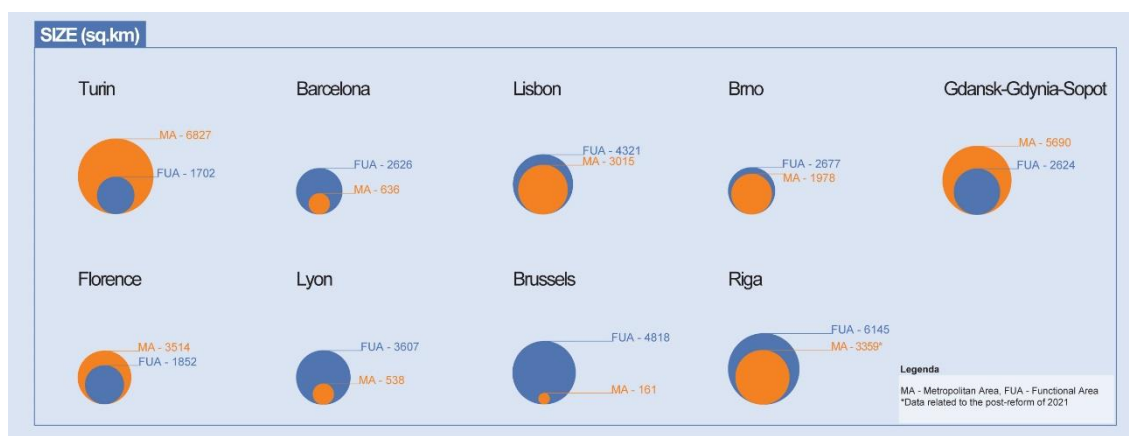 SIZE (sq.km)
Turin
MA - 6827
FUA - 1702
Barcelona
FUA - 2626
MA - 636
Lisbon
FUA - 4321
MA - 3015
Brno
FUA - 2677
MA - 1978
Gdansk-Gdynia-Sopot
MA - 5690
FUA - 2624
Florence
MA - 3514
FUA - 1852
Lyon
FUA - 3607
MA - 538
Brussels
FUA - 4818
MA - 161
Riga
FUA - 6145
MA - 3359*
Legenda
MA - Metropolitan Area, FUA - Functional Area
*Data related to the post-reform of 2021